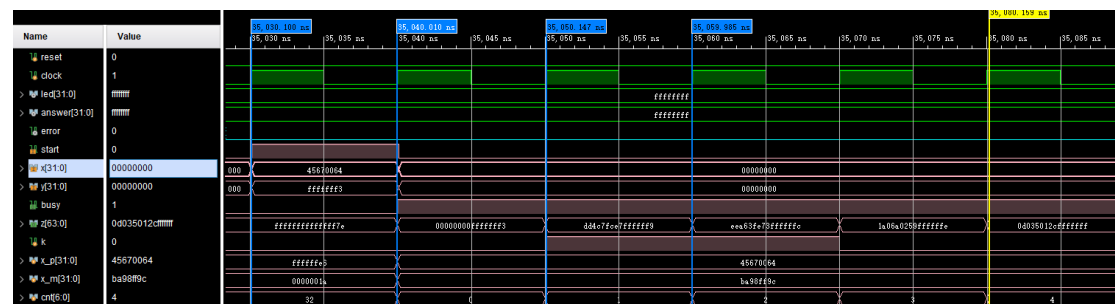 35,080.159 ns
35,030.100 ns 35,040.010 ns 35,050.147 ns 35,059.985 ns
Name Value
35,030 ns 35,035 ns 35,040 ns 35,045 ns 35,050 ns 35,055 ns 35,060 ns 35,065 ns 35,070 ns 35,075 ns 35,080 ns 35,085 ns
reset 0
clock 1
led[31:0] ffffffff ffffffff
answer[31:0] ffffffff ffffffff
error 0
start 0
x[31:0] 00000000 000 45670064 00000000
y[31:0] 00000000 000 fffffff3 00000000
busy 1
z[63:0] 0d035012cfffffff ffffffffffffff7e 00000000fffffff3 dd4c7fce7ffffff9 eea63fe73ffffffc 1a06a0259ffffffe 0d035012cfffffff
k 0
x_p[31:0] 45670064 ffffffe6 45670064
x_m[31:0] ba98ff9c 0000001a ba98ff9c
cnt[6:0] 4 32 0 1 2 3 4